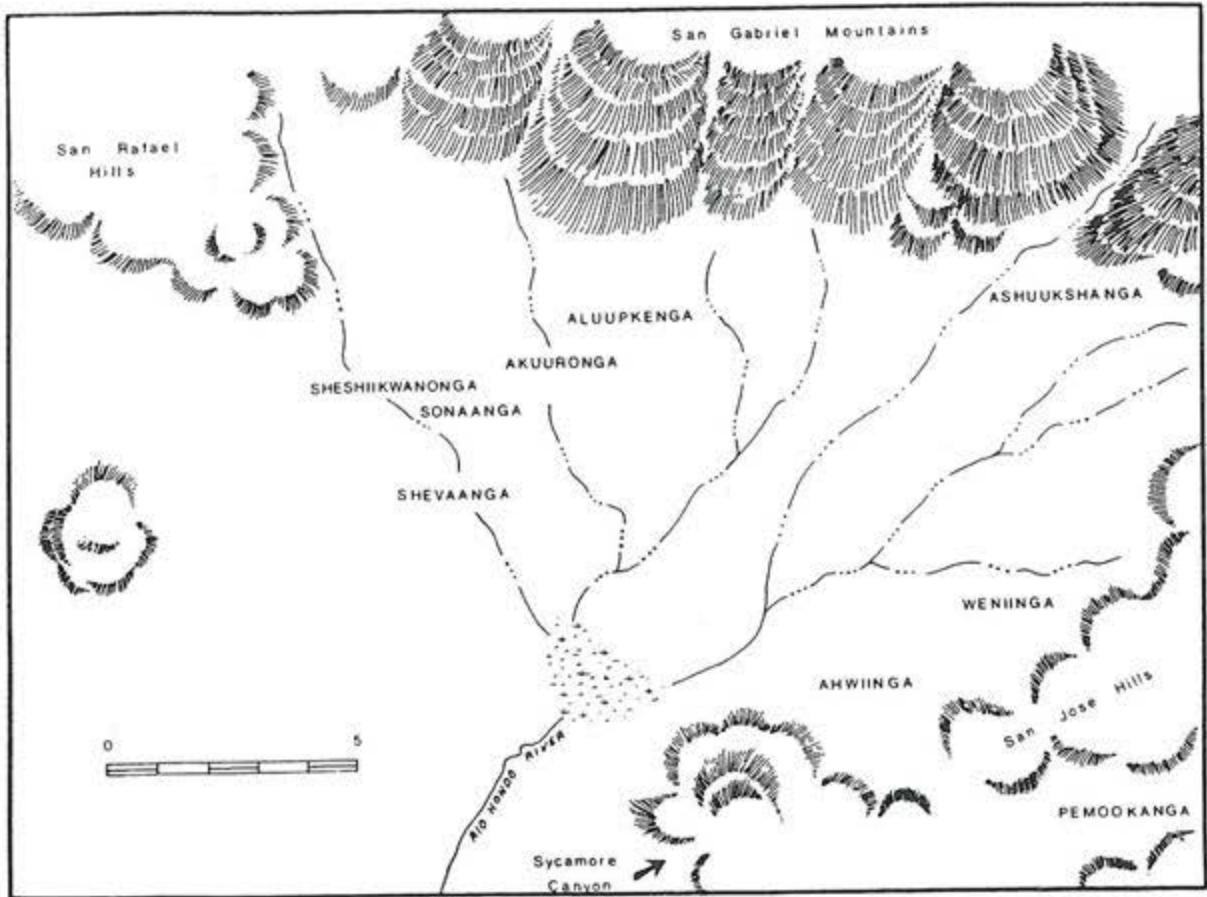 San Gabriel Mountains
San Rafael
Hills
ASHUUKSHANGA
ALUUPKENGA
AKUURONGA
SHESHIIKWANONGA
SONAANGA
SHEVAANGA
WENIINGA
AHWIINGA
San Jose Hills
0 5
RIO HONDO RIVER
PEMOOKANGA
Sycamore
Canyon